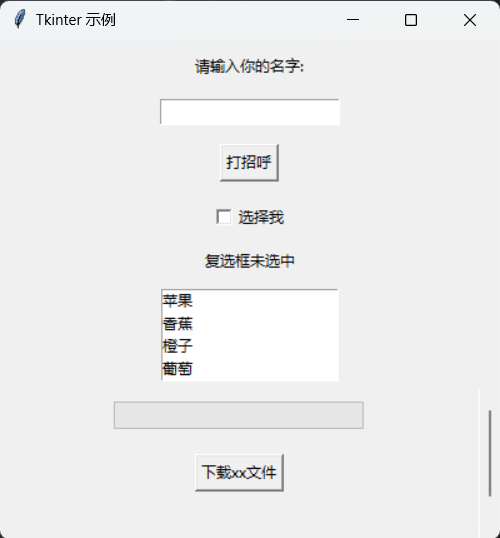 Tkinter 示例
请输入你的名字:
打招呼
选择我
复选框未选中
苹果
香蕉
橙子
葡萄
下载xx文件